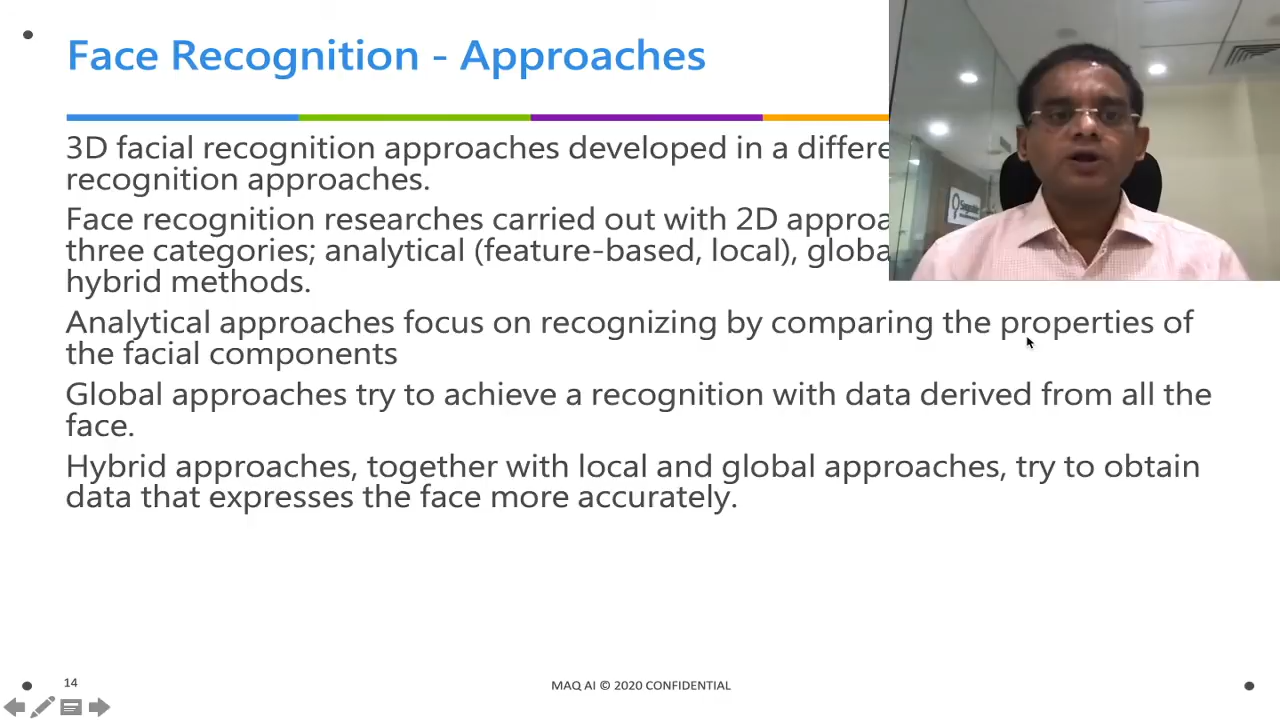 Face Recognition - Approaches
3D facial recognition approaches developed in a
recognition approaches.
Face recognition researches carried out with 2D
three categories; analytical (feature-based, local),
hybrid methods.
Analytical approaches focus on recognizing by comparing the properties of
the facial components
Global approaches try to achieve a recognition with data derived from all the
face.
Hybrid approaches, together with local and global approaches, try to obtain
data that expresses the face more accurately.
14
MAQ AI © 2020 CONFIDENTIAL